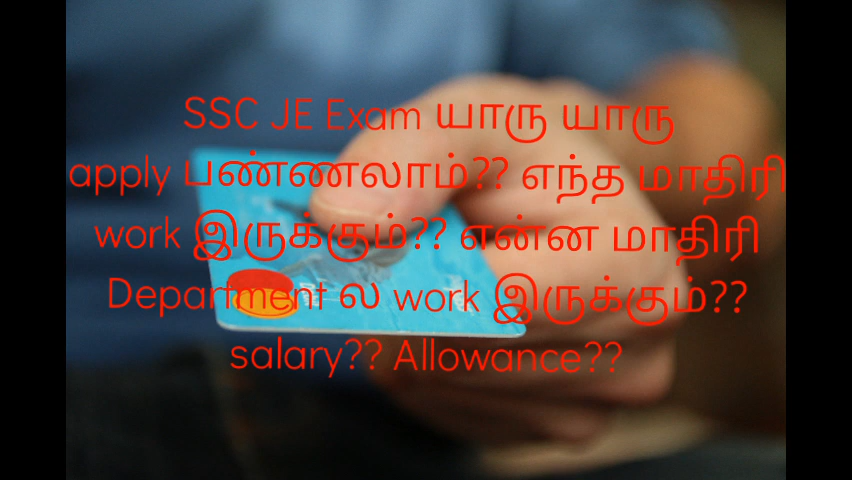 SSC JE Exam யாரு யாரு
apply பண்ணலாம்?? எந்த மாதிரி
work இருக்கும்?? என்ன மாதிரி
Department ல work இருக்கும்??
salary?? Allowance??